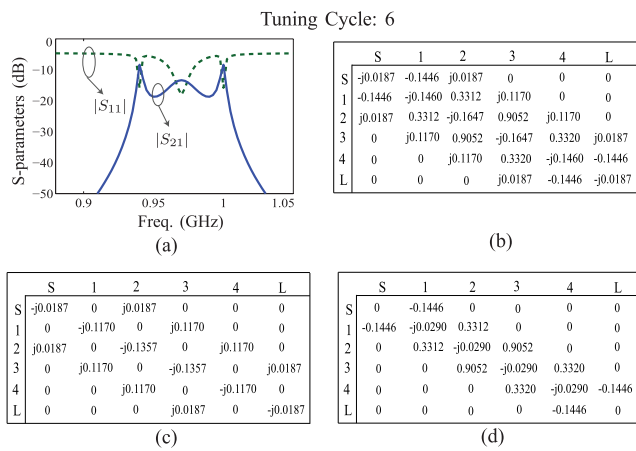 Tuning Cycle: 6
0
−10
−20
−30
−40
−50
S-parameters (dB)
|S11|
|S21|
0.9
0.95
1
1.05
Freq. (GHz)
(a)
S 1 2 3 4 L
S -j0.0187 -0.1446 j0.0187 0 0 0
1 -0.1446 -j0.1460 0.3312 j0.1170 0 0
2 j0.0187 0.3312 -j0.1647 0.9052 j0.1170 0
3 0 j0.1170 0.9052 -j0.1647 0.3320 j0.0187
4 0 0 j0.1170 0.3320 -j0.1460 -0.1446
L 0 0 0 j0.0187 -0.1446 -j0.0187
(b)
S 1 2 3 4 L
S -j0.0187 0 j0.0187 0 0 0
1 0 -j0.1170 0 j0.1170 0 0
2 j0.0187 0 -j0.1357 0 j0.1170 0
3 0 j0.1170 0 -j0.1357 0 j0.0187
4 0 0 j0.1170 0 -j0.1170 0
L 0 0 0 j0.0187 0 -j0.0187
(c)
S 1 2 3 4 L
S 0 -0.1446 0 0 0 0
1 -0.1446 -j0.0290 0.3312 0 0 0
2 0 0.3312 -j0.0290 0.9052 0 0
3 0 0 0.9052 -j0.0290 0.3320 0
4 0 0 0 0.3320 -j0.0290 -0.1446
L 0 0 0 0 -0.1446 0
(d)